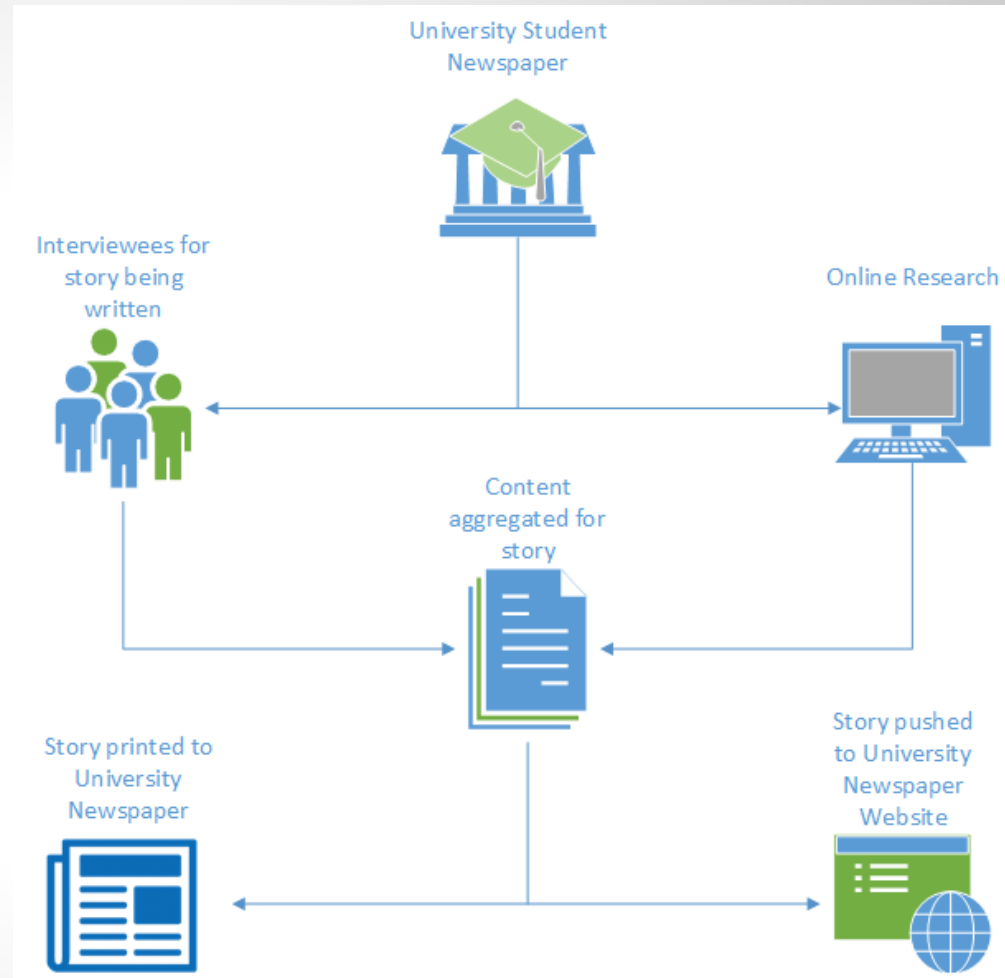 University Student
Newspaper
Interviewees for
story being
written
Online Research
Content
aggregated for
story
Story printed to
University
Newspaper
Story pushed
to University
Newspaper
Website